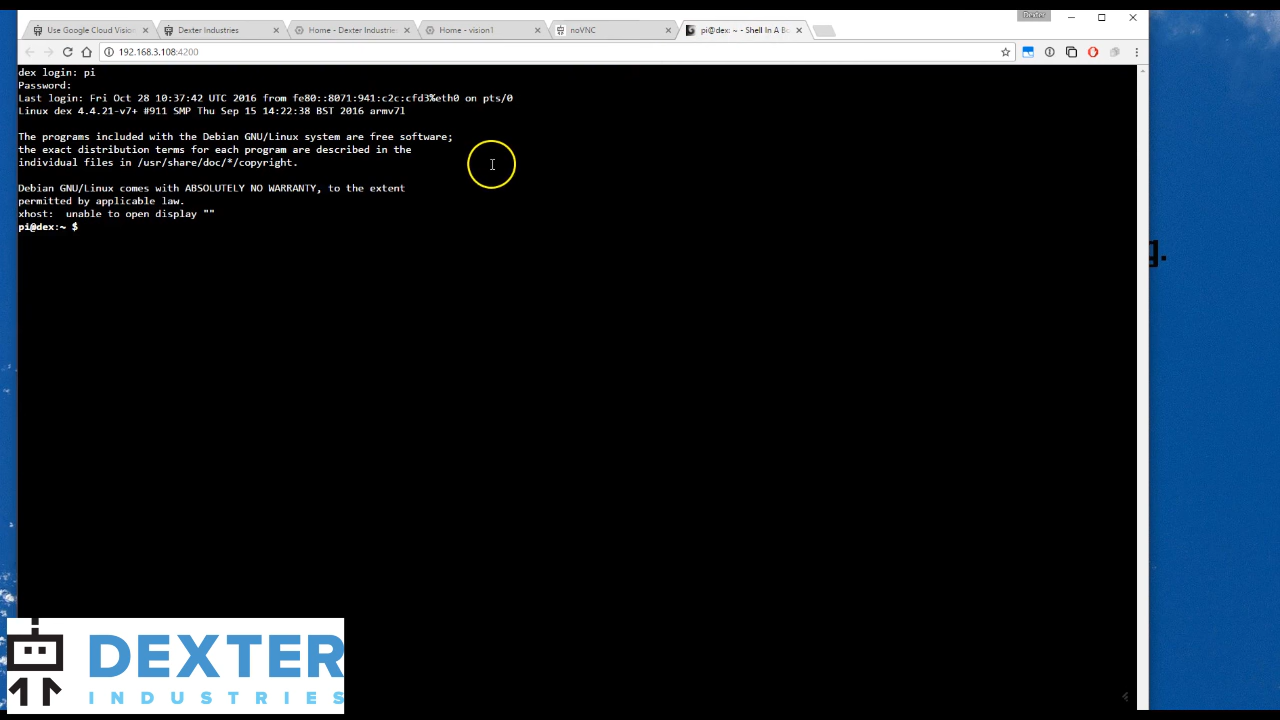 Dexter
Use Google Cloud Vision
Dexter Industries
Home - Dexter Industrie
Home - vision1
noVNC
pi@dex: ~ - Shell In A Bo
192.168.3.108:4200
dex login: pi
Password:
Last login: Fri Oct 28 10:37:42 UTC 2016 from fe80::8071:941:c2c:cfd3%eth0 on pts/0
Linux dex 4.4.21-v7+ #911 SMP Thu Sep 15 14:22:38 BST 2016 armv7l
The programs included with the Debian GNU/Linux system are free software;
the exact distribution terms for each program are described in the
individual files in /usr/share/doc/*/copyright.
Debian GNU/Linux comes with ABSOLUTELY NO WARRANTY, to the extent
permitted by applicable law.
xhost:  unable to open display ""
pi@dex:~ $
DEXTER
INDUSTRIES